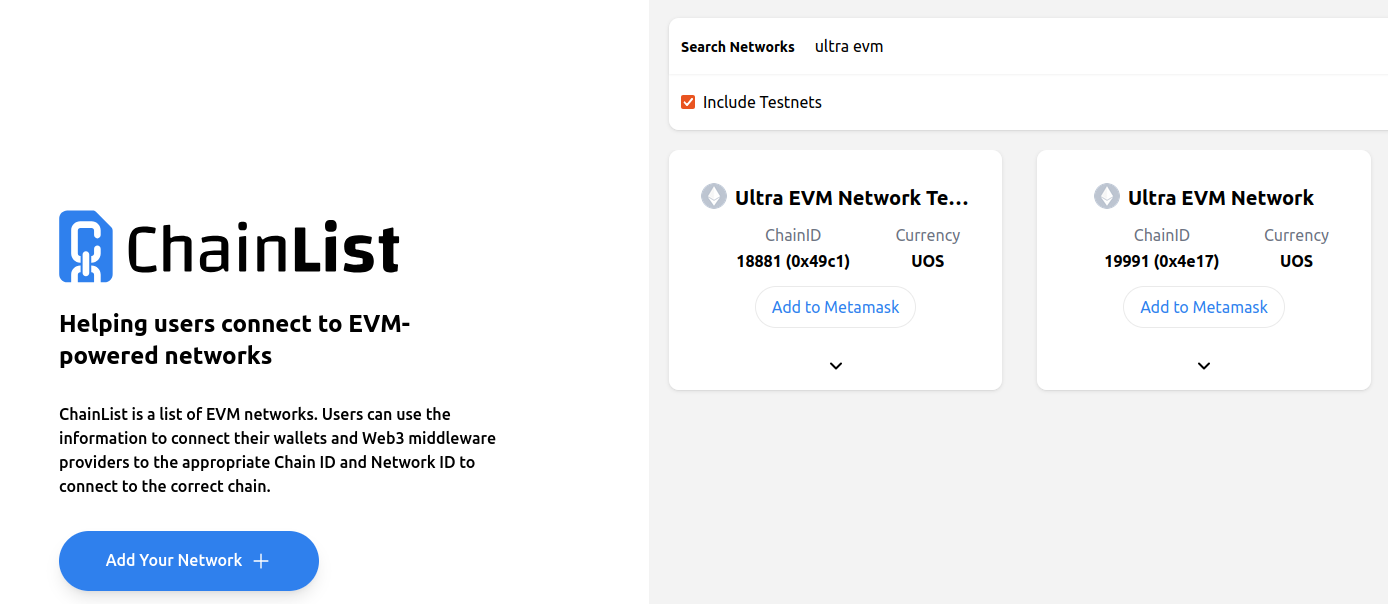 ChainList
Helping users connect to EVM-
powered networks
ChainList is a list of EVM networks. Users can use the
information to connect their wallets and Web3 middleware
providers to the appropriate Chain ID and Network ID to
connect to the correct chain.
Add Your Network
Search Networks ultra evm
Include Testnets
Ultra EVM Network Te...
ChainID Currency
18881 (0x49c1) UOS
Add to Metamask
Ultra EVM Network
ChainID Currency
19991 (0x4e17) UOS
Add to Metamask